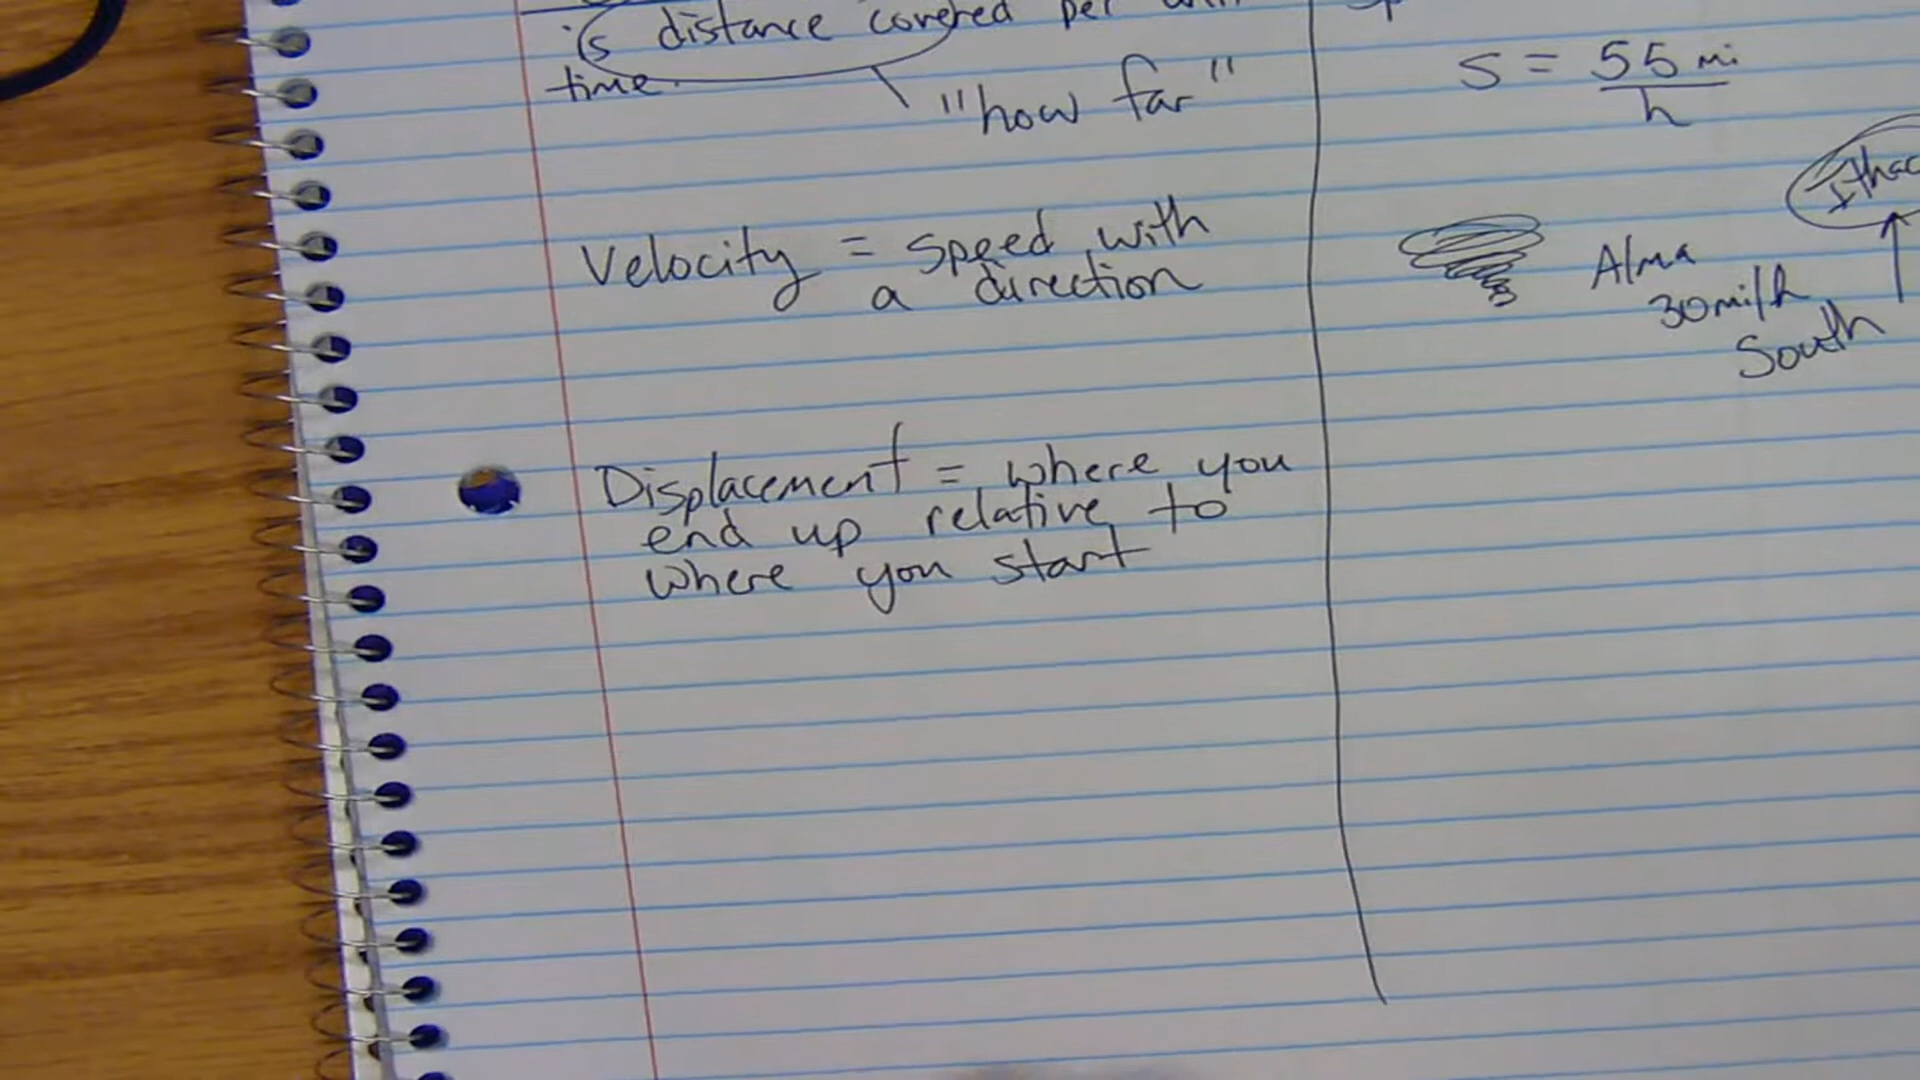 is distance covered per
time.
"how far"
Velocity = speed with
a direction
Displacement = where you
end up relative to
where you start
S = 55 mi
h
Alma
30 mi/h
South